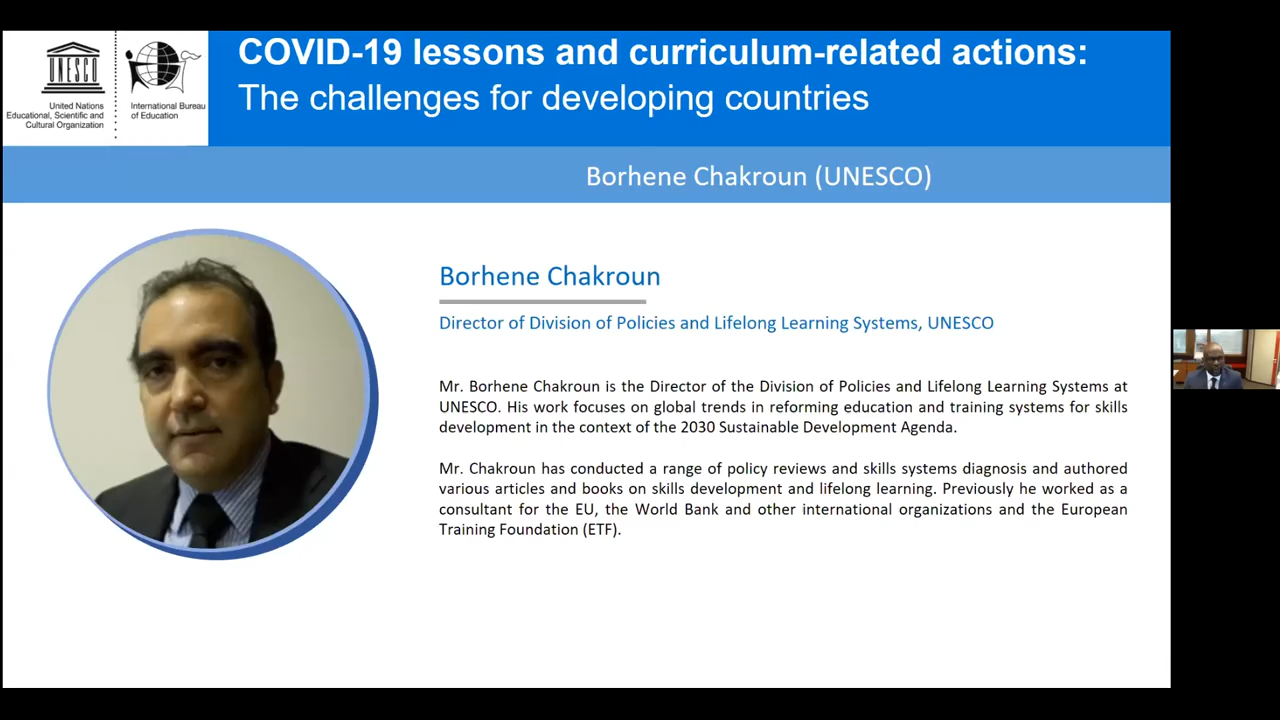 COVID-19 lessons and curriculum-related actions:
The challenges for developing countries
UNESCO
United Nations
Educational, Scientific and
Cultural Organization
International Bureau
of Education
Borhene Chakroun (UNESCO)
Borhene Chakroun
Director of Division of Policies and Lifelong Learning Systems, UNESCO
Mr. Borhene Chakroun is the Director of the Division of Policies and Lifelong Learning Systems at
UNESCO. His work focuses on global trends in reforming education and training systems for skills
development in the context of the 2030 Sustainable Development Agenda.
Mr. Chakroun has conducted a range of policy reviews and skills systems diagnosis and authored
various articles and books on skills development and lifelong learning. Previously he worked as a
consultant for the EU, the World Bank and other international organizations and the European
Training Foundation (ETF).